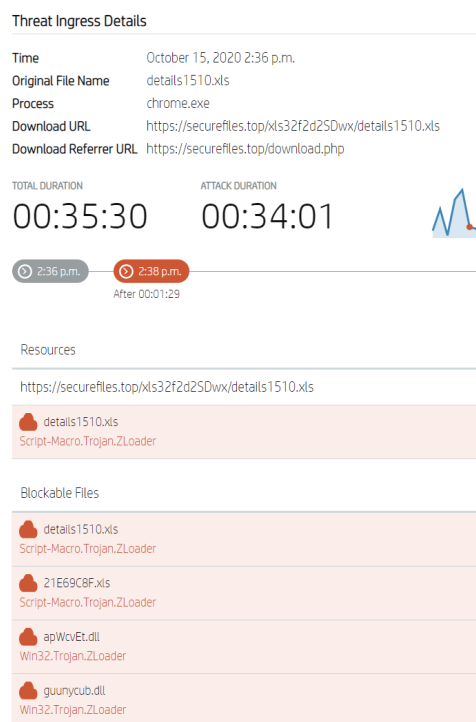 Threat Ingress Details
Time October 15, 2020 2:36 p.m.
Original File Name details1510.xls
Process chrome.exe
Download URL https://securefiles.top/xls32f2d2SDwx/details1510.xls
Download Referrer URL https://securefiles.top/download.php
TOTAL DURATION ATTACK DURATION
00:35:30 00:34:01
2:36 p.m. 2:38 p.m.
After 00:01:29
Resources
https://securefiles.top/xls32f2d2SDwx/details1510.xls
details1510.xls
Script-Macro.Trojan.ZLoader
Blockable Files
details1510.xls
Script-Macro.Trojan.ZLoader
21E69C8F.xls
Script-Macro.Trojan.ZLoader
apWcvEt.dll
Win32.Trojan.ZLoader
guunycub.dll
Win32.Trojan.ZLoader